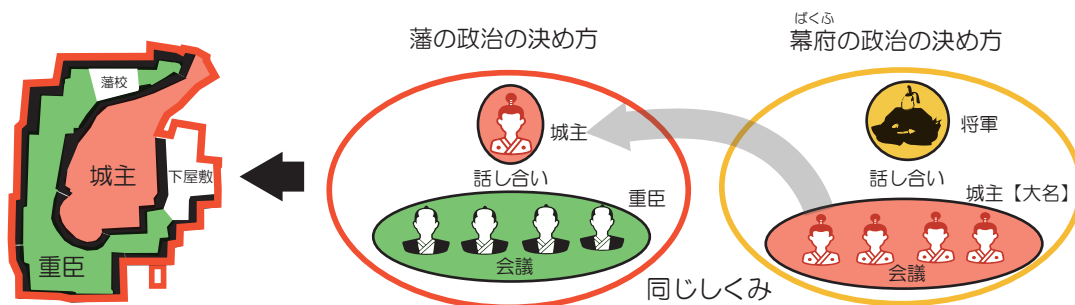 藩校
城主
下屋敷
重臣
藩の政治の決め方
城主
話し合い
重臣
会議
同じしくみ
ばくふ
幕府の政治の決め方
将軍
話し合い
城主【大名】
会議